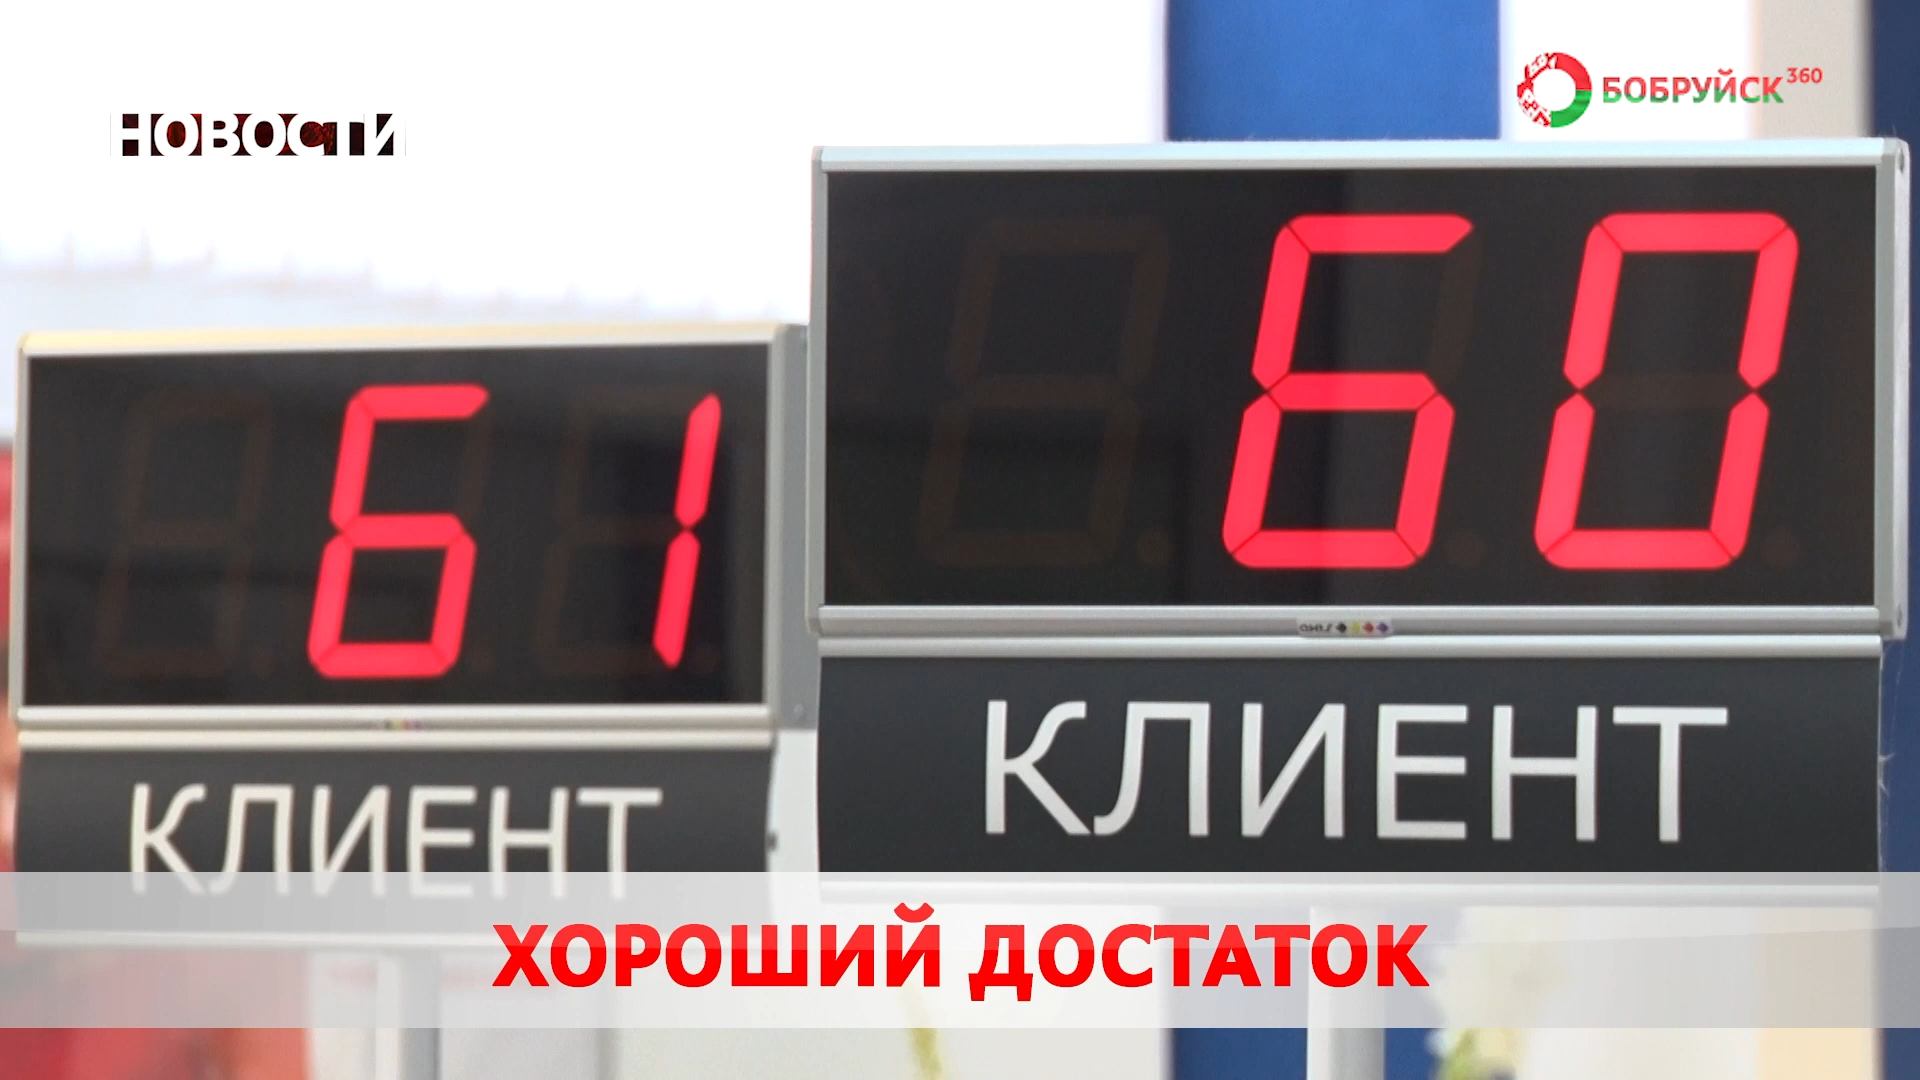 НОВОСТИ
БОБРУЙСК 360
61
КЛИЕНТ
60
КЛИЕНТ
ХОРОШИЙ ДОСТАТОК